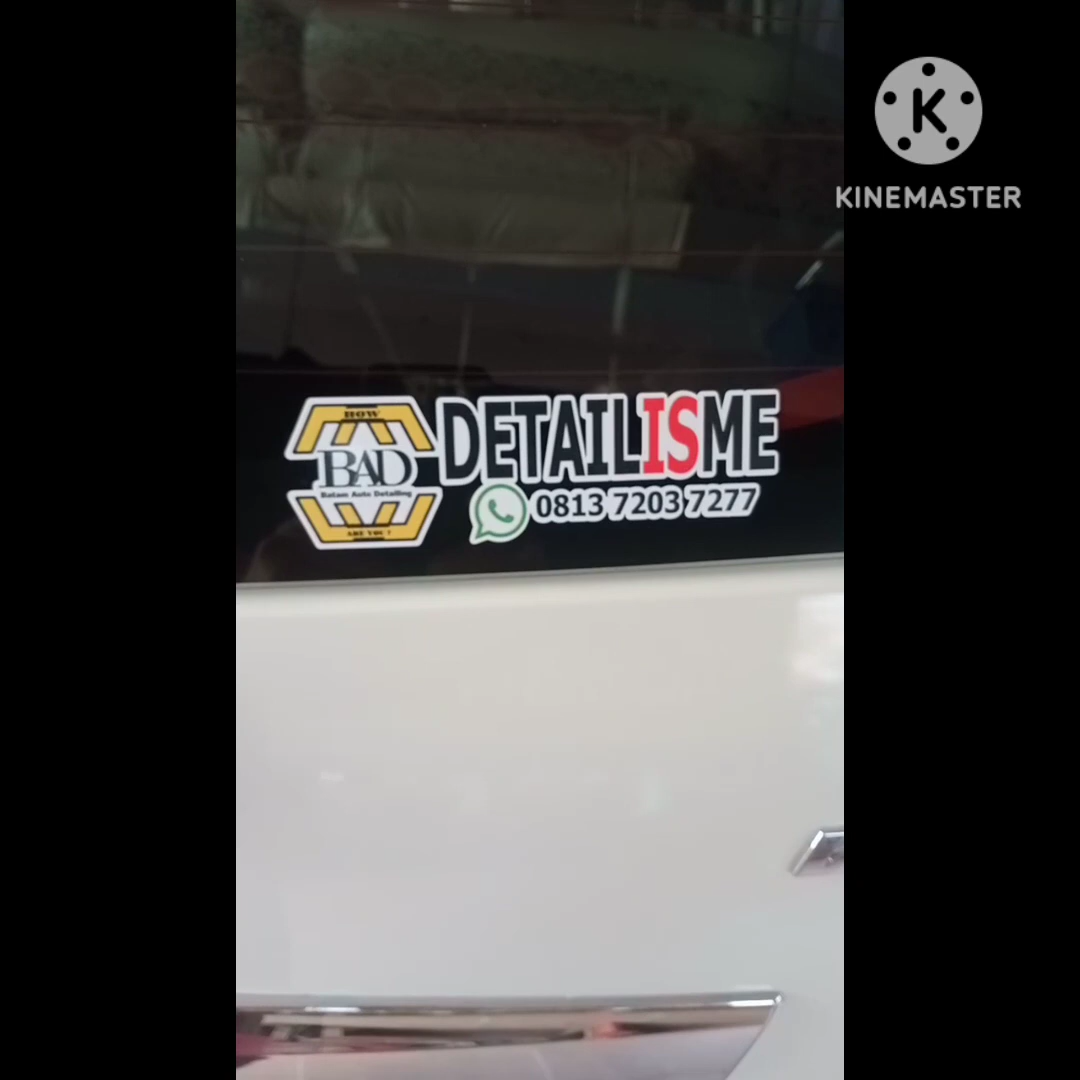 KINEMASTER
HOW
BAD
Batam Auto Detailing
ARE YOU?
DETAILISME
0813 7203 7277